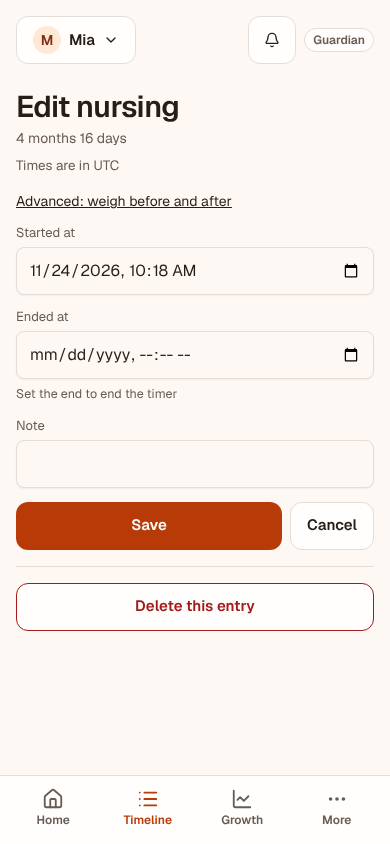 M Mia
Guardian
Edit nursing
4 months 16 days
Times are in UTC
Advanced: weigh before and after
Started at
11/24/2026, 10:18 AM
Ended at
mm/dd/yyyy, --:-- --
Set the end to end the timer
Note
Save
Cancel
Delete this entry
Home
Timeline
Growth
More